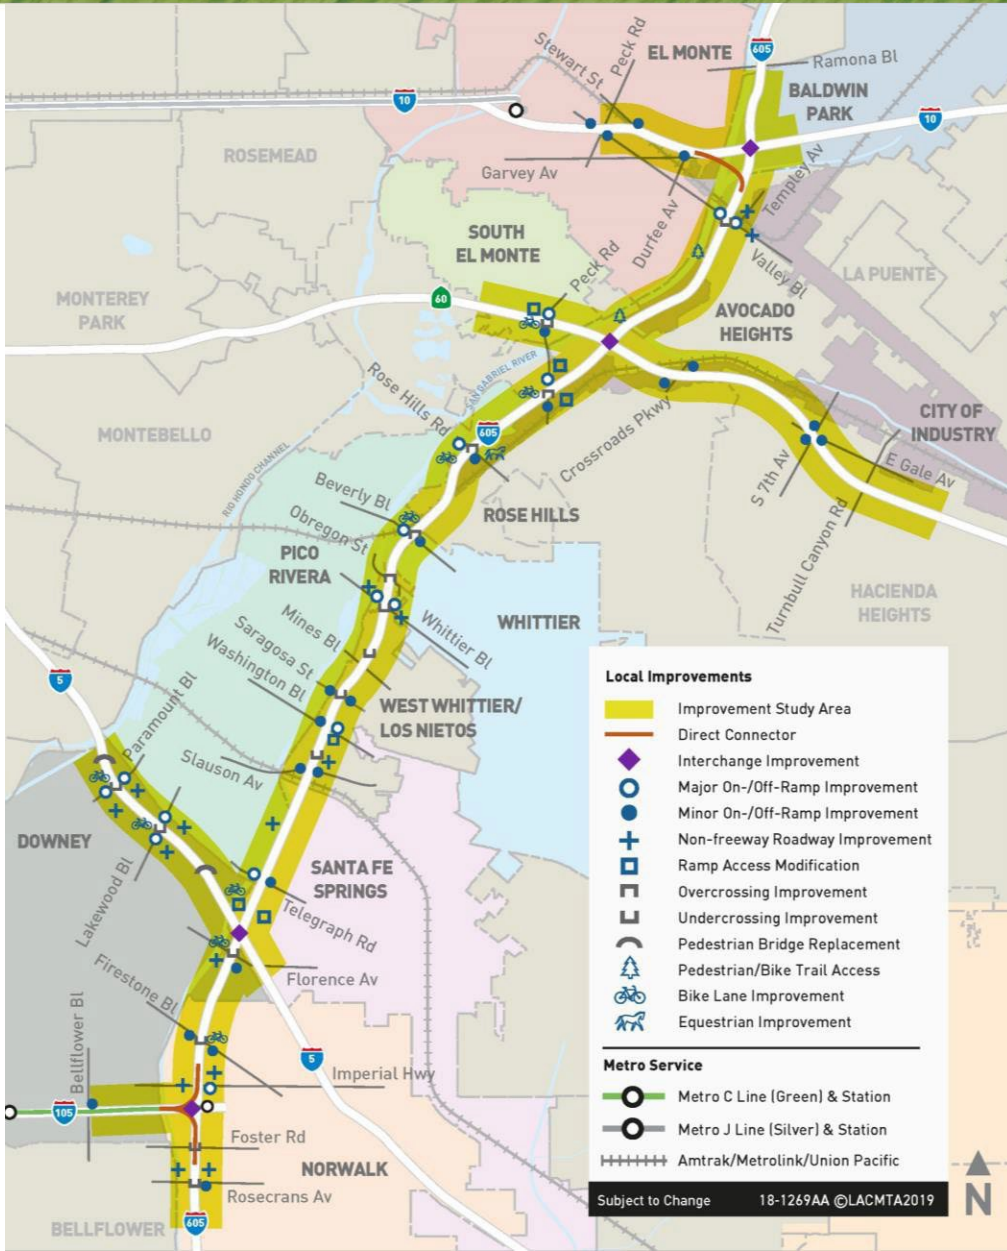 Stewart St
Peck Rd
EL MONTE
605
Ramona Bl
BALDWIN
PARK
10
10
ROSEMEAD
Garvey Av
Durfee Av
Templey Av
SOUTH
EL MONTE
Peck Rd
Valley Bl
LA PUENTE
60
MONTEREY
PARK
AVOCADO
HEIGHTS
SAN GABRIEL RIVER
Rose Hills Rd
605
Crossroads Pkwy
CITY OF
INDUSTRY
MONTEBELLO
S 7th Av
E Gale Av
RIO HONDO CHANNEL
Beverly Bl
ROSE HILLS
Obregon St
PICO
RIVERA
Turnbull Canyon Rd
HACIENDA
HEIGHTS
Mines Bl
Whittier Bl
WHITTIER
Saragosa St
Washington Bl
5
Paramount Bl
WEST WHITTIER/
LOS NIETOS
Slauson Av
DOWNEY
Lakewood Bl
SANTA FE
SPRINGS
Telegraph Rd
Florence Av
Firestone Bl
Bellflower Bl
5
Imperial Hwy
105
Foster Rd
NORWALK
Rosecrans Av
BELLFLOWER
605
Local Improvements
Improvement Study Area
Direct Connector
Interchange Improvement
Major On-/Off-Ramp Improvement
Minor On-/Off-Ramp Improvement
Non-freeway Roadway Improvement
Ramp Access Modification
Overcrossing Improvement
Undercrossing Improvement
Pedestrian Bridge Replacement
Pedestrian/Bike Trail Access
Bike Lane Improvement
Equestrian Improvement
Metro Service
Metro C Line (Green) & Station
Metro J Line (Silver) & Station
Amtrak/Metrolink/Union Pacific
Subject to Change
18-1269AA ©LACMTA2019
N